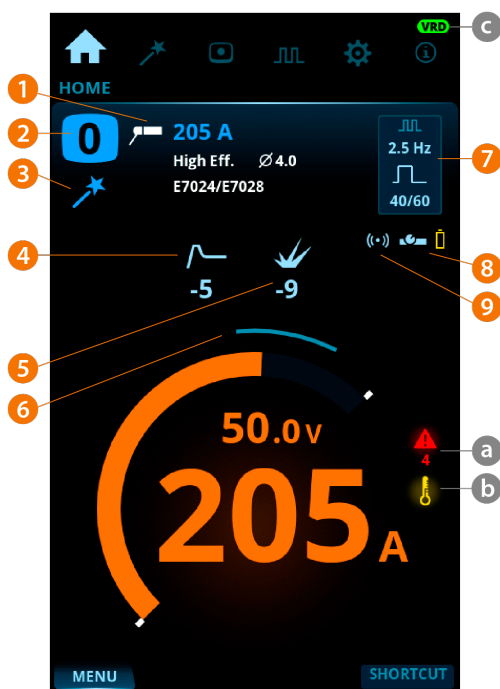 VRD
c
HOME
1
2
0
205 A
High Eff. Ø 4.0
E7024/E7028
2.5 Hz
40/60
7
3
4
-5
-9
8
9
5
6
50.0 V
205 A
4
a
b
MENU
SHORTCUT